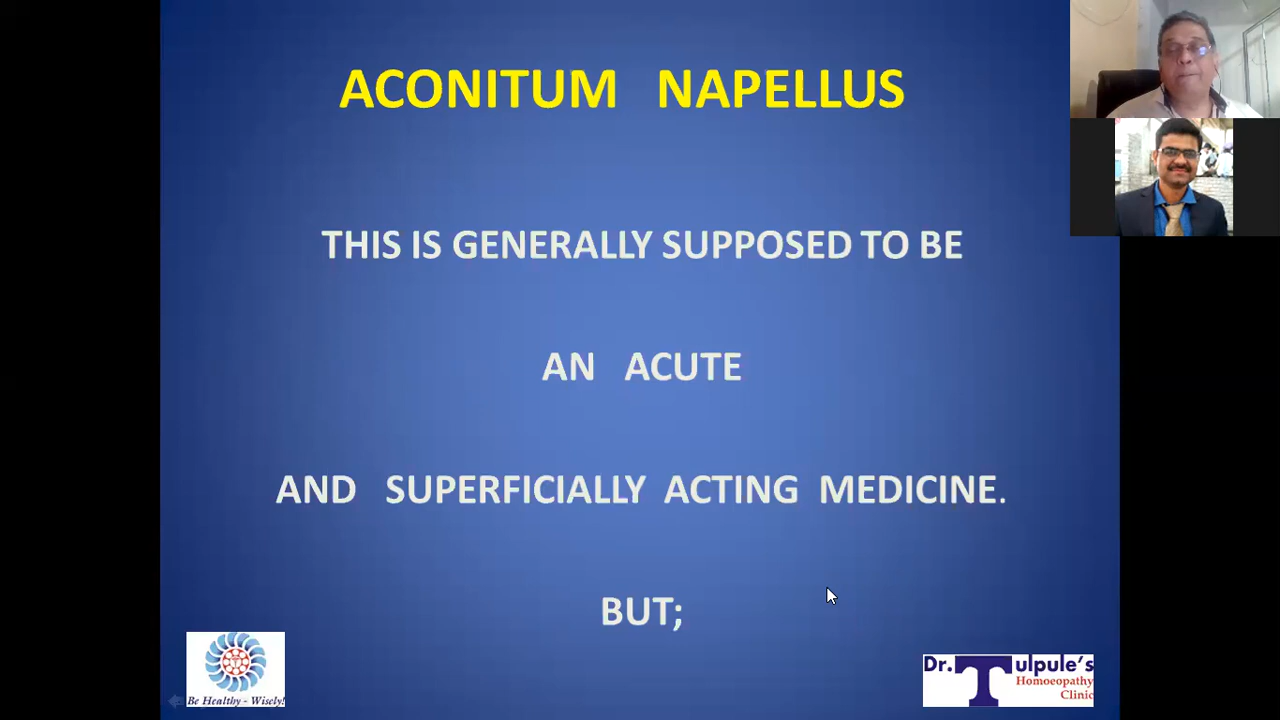 ACONITUM NAPELLUS
THIS IS GENERALLY SUPPOSED TO BE
AN ACUTE
AND SUPERFICIALLY ACTING MEDICINE.
BUT;
Be Healthy - Wisely!
Dr. Tulpule's
Homoeopathy
Clinic